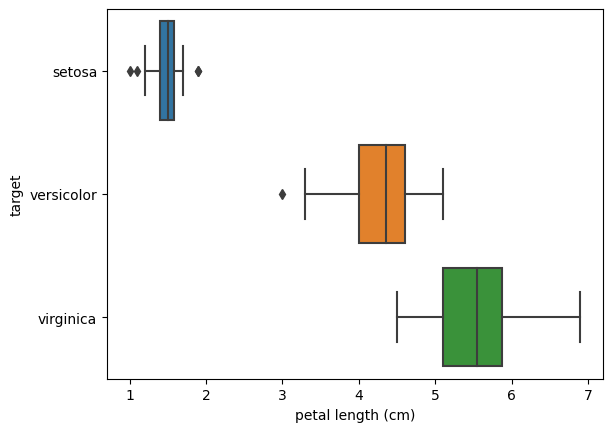 setosa
versicolor
virginica
target
1 2 3 4 5 6 7
petal length (cm)